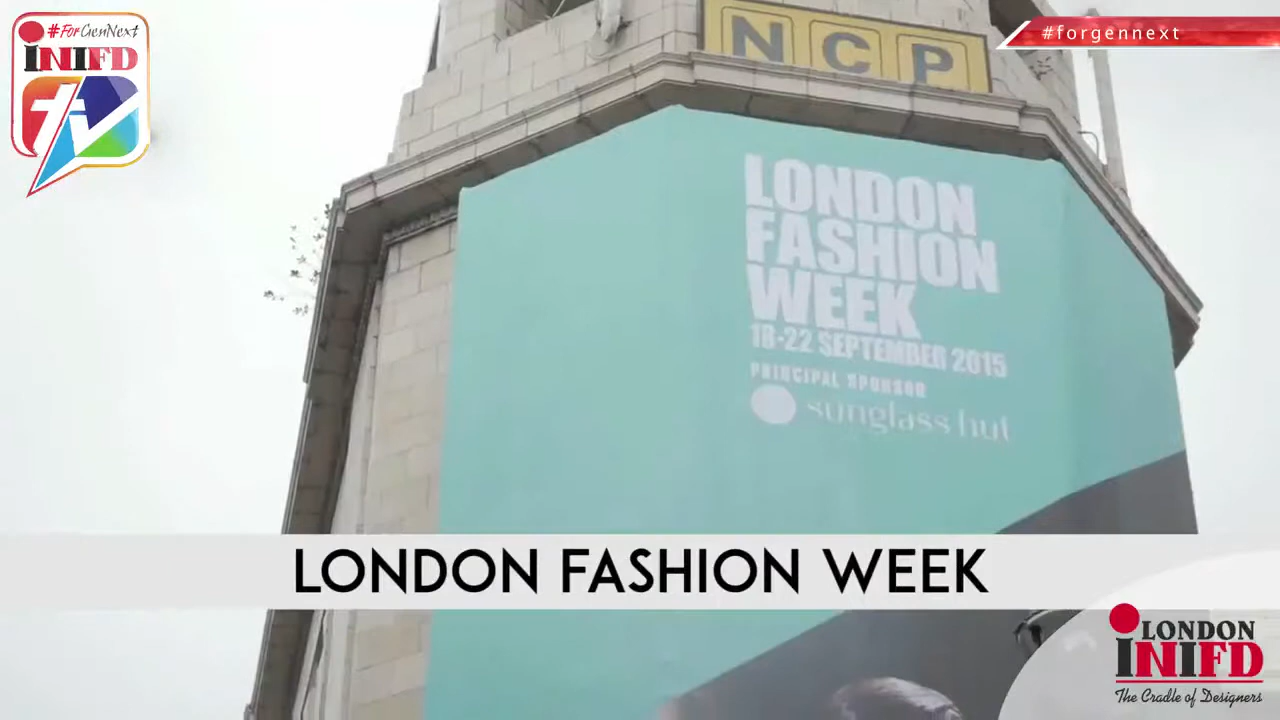 #ForGenNext
INIFD
tv
#forgennext
NCP
LONDON
FASHION
WEEK
18-22 SEPTEMBER 2015
PRINCIPAL SPONSOR
sunglass hut
LONDON FASHION WEEK
LONDON
INIFD
The Cradle of Designers